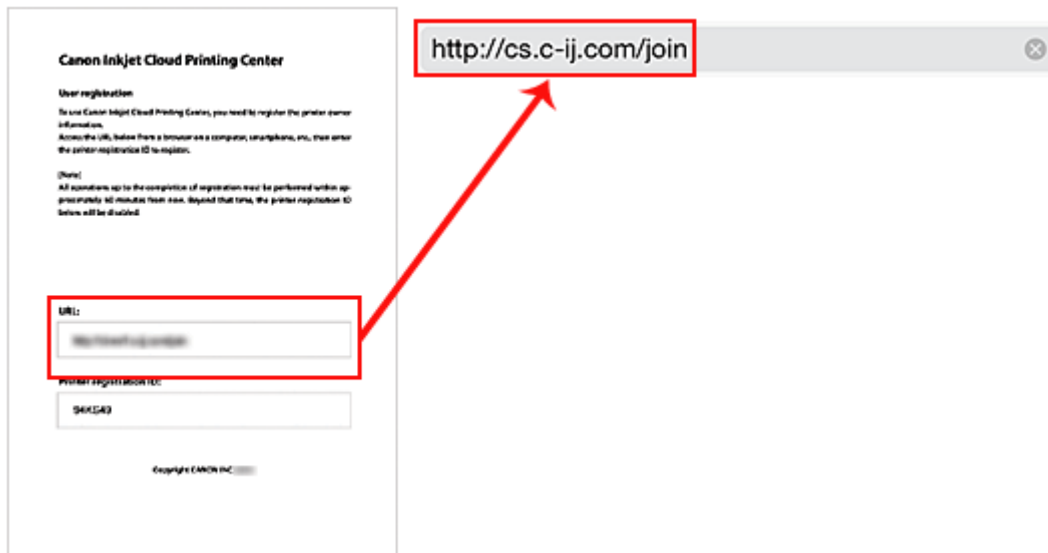 Canon Inkjet Cloud Printing Center
User registration
To use Canon Inkjet Cloud Printing Center, you need to register the printer owner
information.
Access the URL below from a browser on a computer, smartphone, etc., then enter
the printer registration ID to register.
[Note]
All operations up to the completion of registration must be performed within ap-
proximately 60 minutes from now. Beyond that time, the printer registration ID
below will be disabled.
URL:
Printer registration ID:
Copyright CANON INC
http://cs.c-ij.com/join